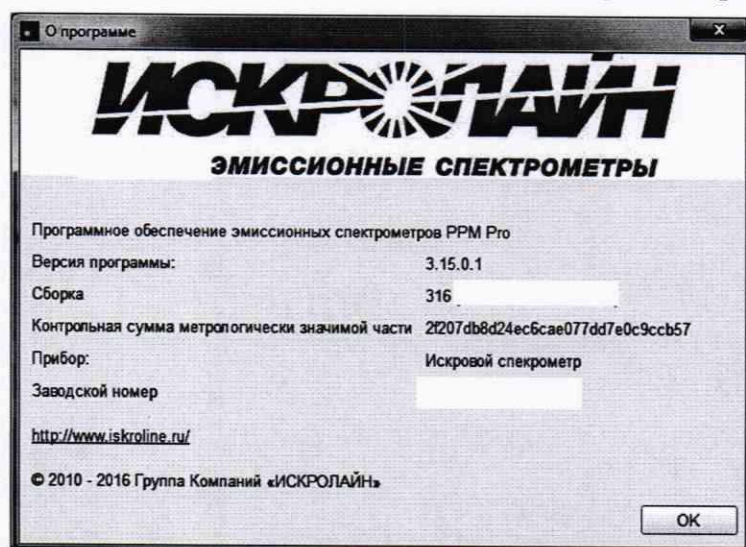 О программе
ИСКРОЛАЙН
ЭМИССИОННЫЕ СПЕКТРОМЕТРЫ
Программное обеспечение эмиссионных спектрометров PPM Pro
Версия программы: 3.15.0.1
Сборка 316
Контрольная сумма метрологически значимой части 2f207db8d24ec6cae077dd7e0c9ccb57
Прибор: Искровой спекрометр
Заводской номер
http://www.iskroline.ru/
© 2010 - 2016 Группа Компаний «ИСКРОЛАЙН»
OK